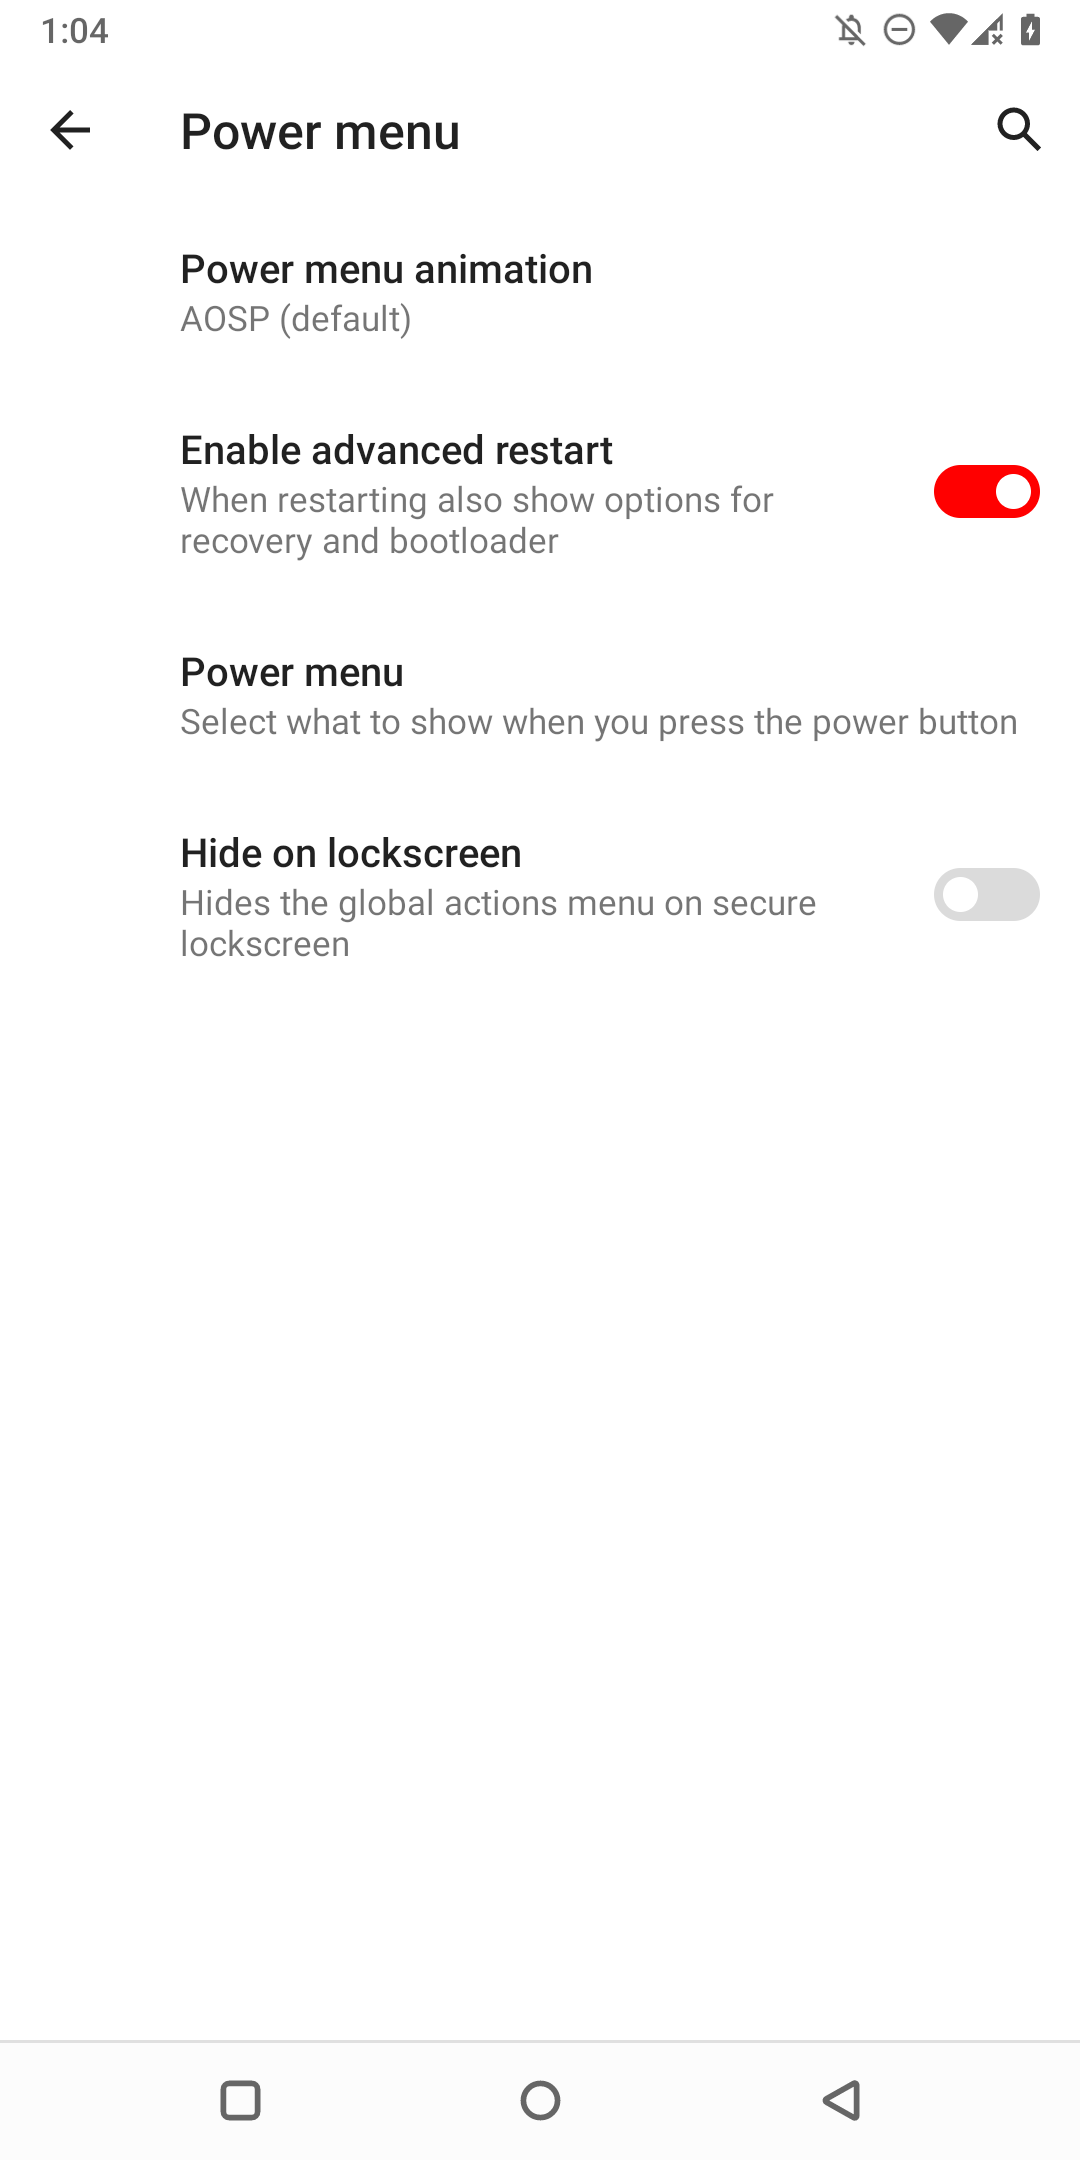 1:04
Power menu
Power menu animation
AOSP (default)
Enable advanced restart
When restarting also show options for
recovery and bootloader
Power menu
Select what to show when you press the power button
Hide on lockscreen
Hides the global actions menu on secure
lockscreen